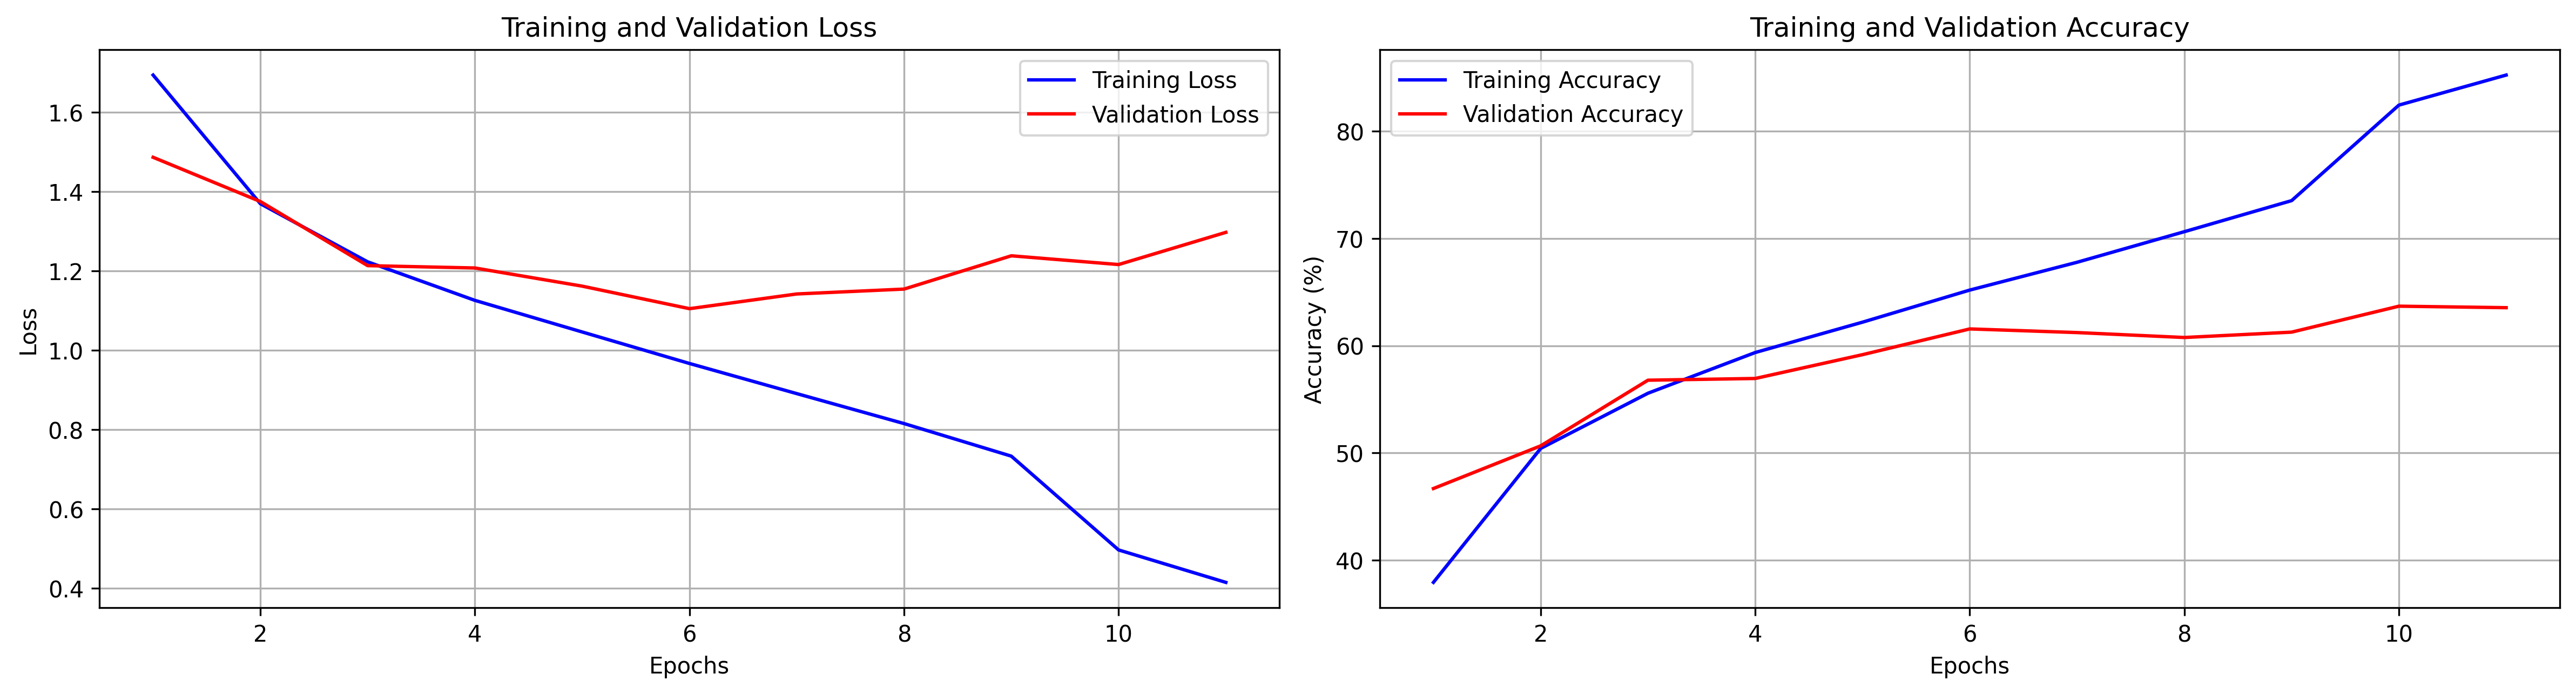 Training and Validation Loss
Training Loss
Validation Loss
1.6
1.4
1.2
1.0
0.8
0.6
0.4
Loss
2 4 6 8 10
Epochs
Training and Validation Accuracy
Training Accuracy
Validation Accuracy
80
70
60
50
40
Accuracy (%)
2 4 6 8 10
Epochs